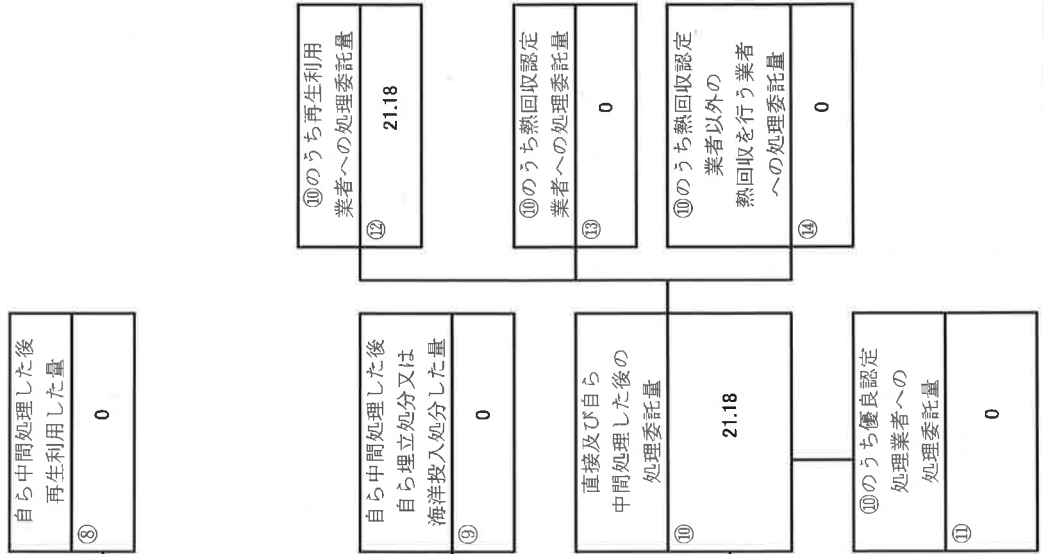 自ら中間処理した後
再生利用した量
⑧
0
自ら中間処理した後
自ら埋立処分又は
海洋投入処分した量
⑨
0
直接及び自ら
中間処理した後の
処理委託量
⑩
21.18
⑩のうち優良認定
処理業者への
処理委託量
⑪
0
⑩のうち再生利用
業者への処理委託量
⑫
21.18
⑩のうち熱回収認定
業者への処理委託量
⑬
0
⑩のうち熱回収認定
業者以外の
熱回収を行う業者
への処理委託量
⑭
0